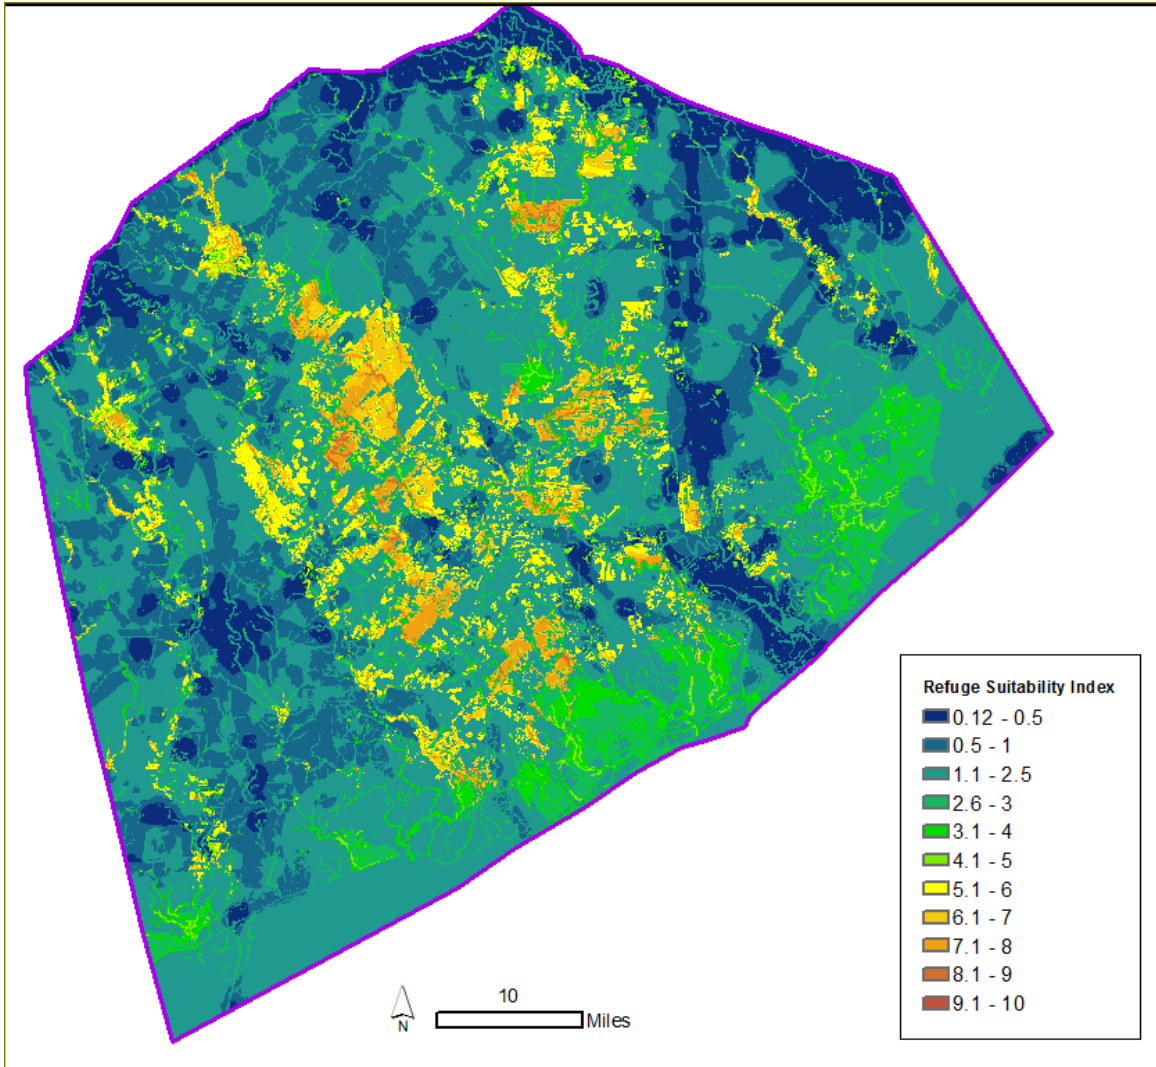 Refuge Suitability Index
0.12 - 0.5
0.5 - 1
1.1 - 2.5
2.6 - 3
3.1 - 4
4.1 - 5
5.1 - 6
6.1 - 7
7.1 - 8
8.1 - 9
9.1 - 10
N
10
Miles